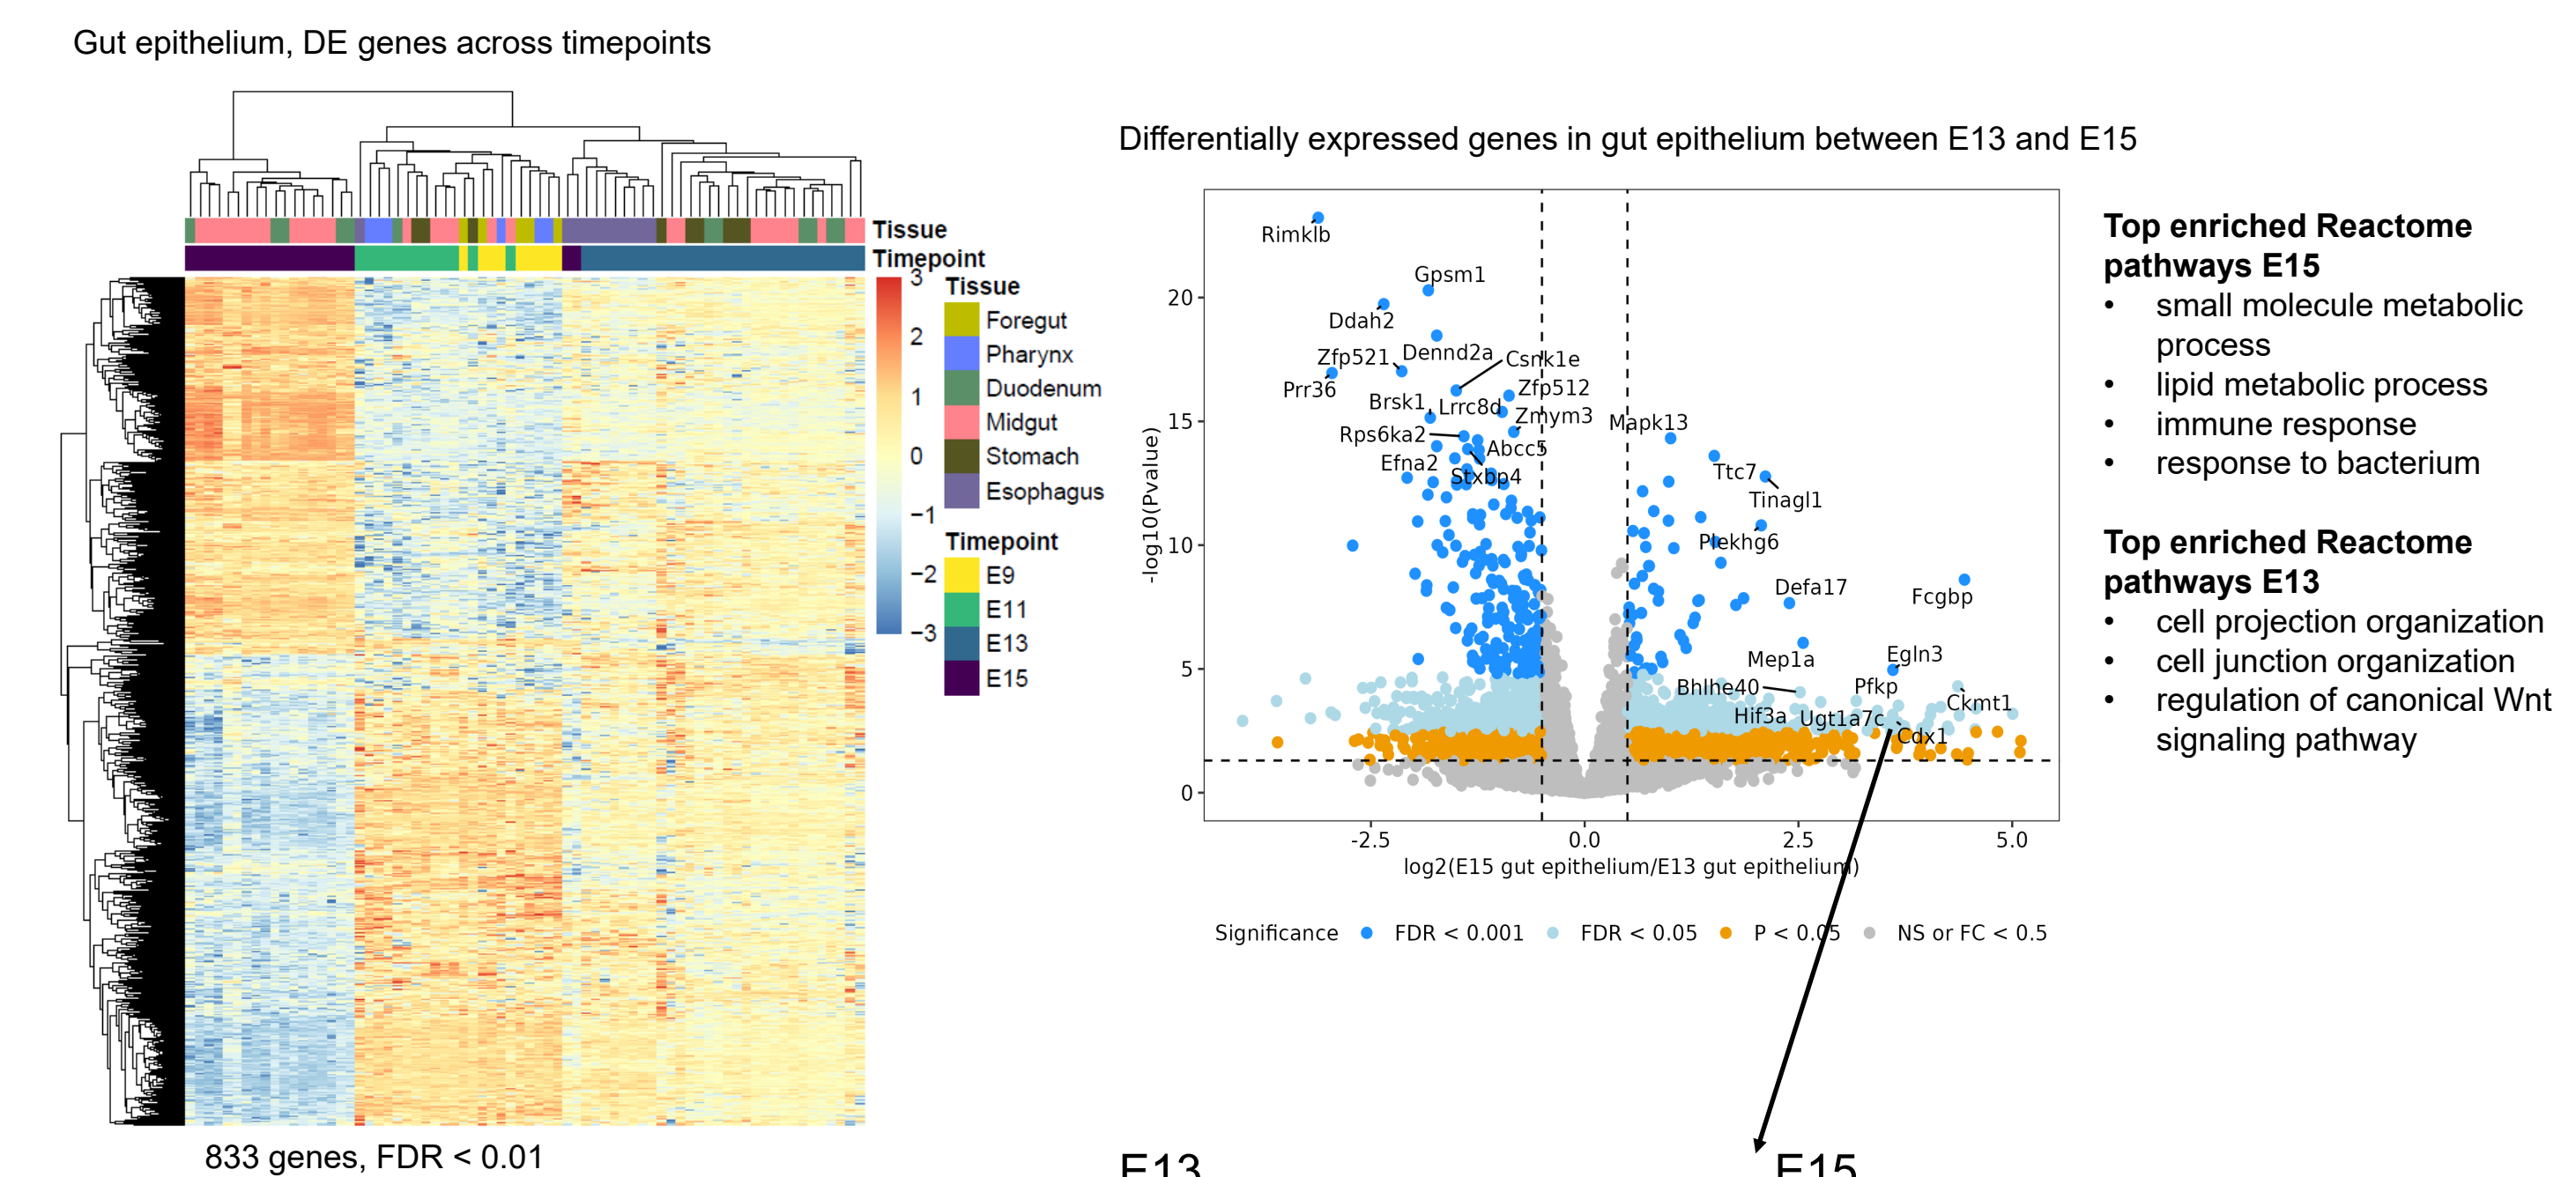 Gut epithelium, DE genes across timepoints
Tissue
Timepoint
3
2
1
0
−1
−2
−3
Tissue
Foregut
Pharynx
Duodenum
Midgut
Stomach
Esophagus
Timepoint
E9
E11
E13
E15
833 genes, FDR < 0.01
Differentially expressed genes in gut epithelium between E13 and E15
-log10(Pvalue)
20
15
10
5
0
Rimklb
Gpsm1
Ddah2
Zfp521
Dennd2a
Csnk1e
Prr36
Zfp512
Brsk1
Lrrc8d
Zmym3
Mapk13
Rps6ka2
Abcc5
Efna2
Stxbp4
Ttc7
Tinagl1
Plekhg6
Defa17
Fcgbp
Mep1a
Egln3
Bhlhe40
Pfkp
Ckmt1
Hif3a
Ugt1a7c
Cdx1
-2.5
0.0
2.5
5.0
log2(E15 gut epithelium/E13 gut epithelium)
Significance
FDR < 0.001
FDR < 0.05
P < 0.05
NS or FC < 0.5
Top enriched Reactome
pathways E15
• small molecule metabolic
process
• lipid metabolic process
• immune response
• response to bacterium
Top enriched Reactome
pathways E13
• cell projection organization
• cell junction organization
• regulation of canonical Wnt
signaling pathway
E13
E15